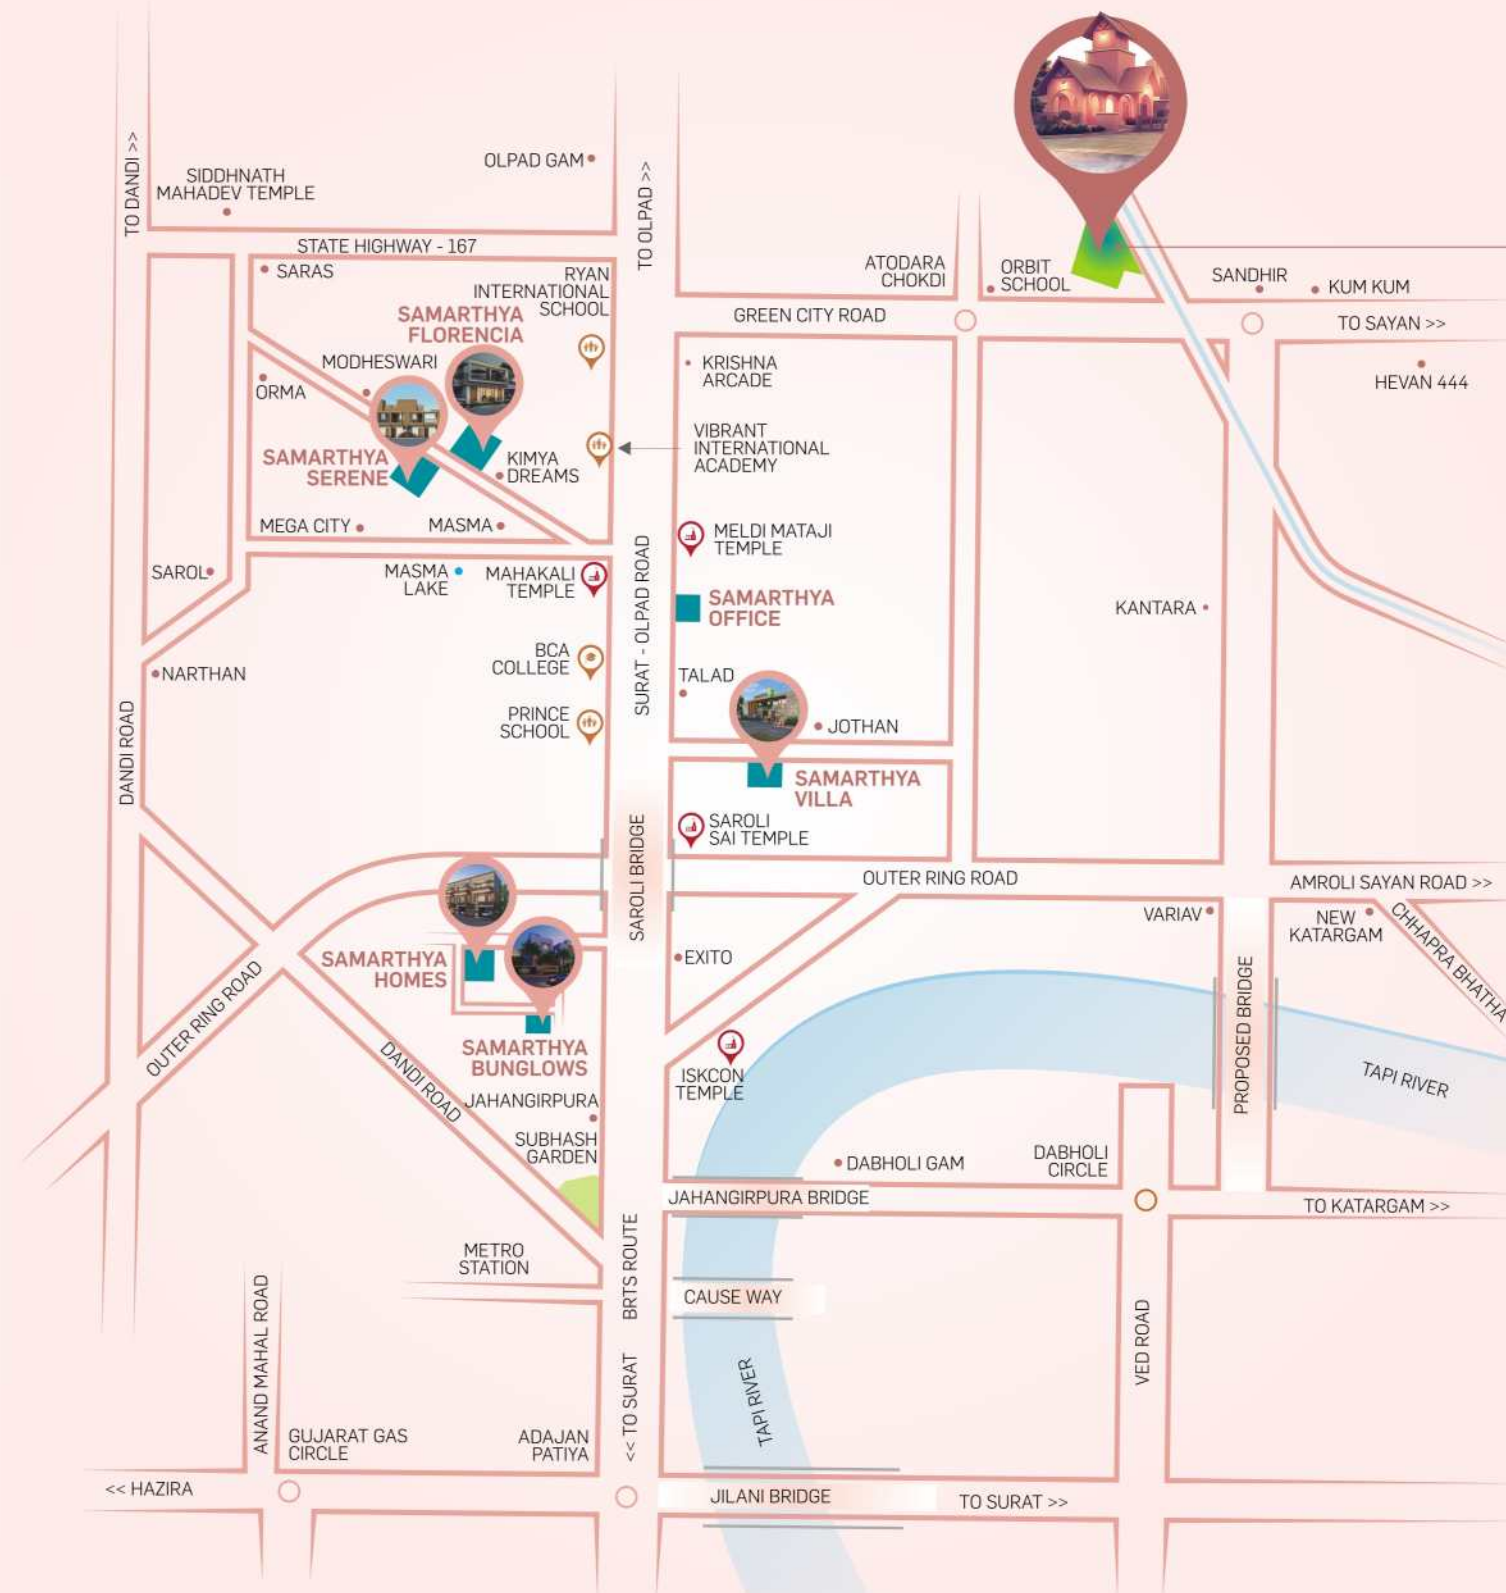 TO DANDI >>
SIDDHNATH
MAHADEV TEMPLE
OLPAD GAM
TO OLPAD >>
STATE HIGHWAY - 167
SARAS
RYAN
INTERNATIONAL
SCHOOL
SAMARTHYA
FLORENCIA
MODHESWARI
ORMA
SAMARTHYA
SERENE
KIMYA
DREAMS
MEGA CITY
MASMA
ATODARA
CHOKDI
ORBIT
SCHOOL
SANDHIR
KUM KUM
GREEN CITY ROAD
TO SAYAN >>
HEVAN 444
KRISHNA
ARCADE
VIBRANT
INTERNATIONAL
ACADEMY
MELDI MATAJI
TEMPLE
SAROL
MASMA
LAKE
MAHAKALI
TEMPLE
SURAT - OLPAD ROAD
SAMARTHYA
OFFICE
KANTARA
NARTHAN
BCA
COLLEGE
TALAD
PRINCE
SCHOOL
JOTHAN
DANDI ROAD
SAMARTHYA
VILLA
SAROLI BRIDGE
SAROLI
SAI TEMPLE
OUTER RING ROAD
AMROLI SAYAN ROAD >>
VARIAV
NEW
KATARGAM
CHHAPRA BHATHA
SAMARTHYA
HOMES
EXITO
OUTER RING ROAD
SAMARTHYA
BUNGLOWS
DANDI ROAD
PROPOSED BRIDGE
TAPI RIVER
ISKCON
TEMPLE
JAHANGIRPURA
SUBHASH
GARDEN
DABHOLI GAM
DABHOLI
CIRCLE
JAHANGIRPURA BRIDGE
TO KATARGAM >>
METRO
STATION
BRTS ROUTE
CAUSE WAY
ANAND MAHAL ROAD
<< TO SURAT
TAPI RIVER
VED ROAD
GUJARAT GAS
CIRCLE
ADAJAN
PATIYA
<< HAZIRA
JILANI BRIDGE
TO SURAT >>